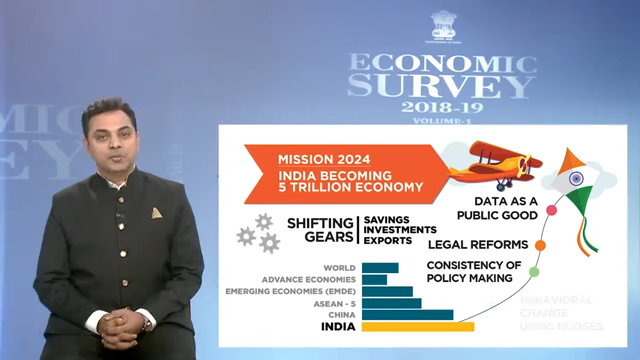 ECONOMIC
SURVEY
2018-19
VOLUME-1
MISSION 2024
INDIA BECOMING
5 TRILLION ECONOMY
SHIFTING
GEARS
SAVINGS
INVESTMENTS
EXPORTS
DATA AS A
PUBLIC GOOD
LEGAL REFORMS
CONSISTENCY OF
POLICY MAKING
BEHAVIORAL
CHANGE
USING NUDGES
WORLD
ADVANCE ECONOMIES
EMERGING ECONOMIES (EMDE)
ASEAN - 5
CHINA
INDIA